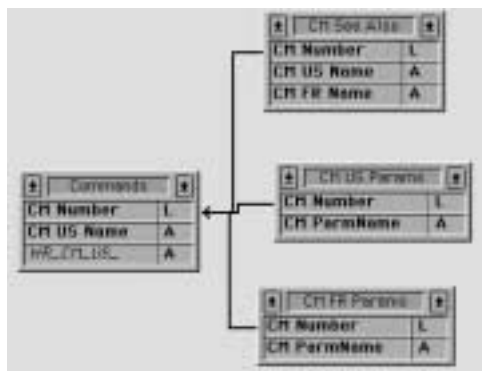 CM See Also
CM Number L
CM US Name A
CM FR Name A
Commands
CM Number L
CM US Name A
A
CM US Params
CM Number L
CM ParmName A
CM FR Params
CM Number L
CM ParmName A